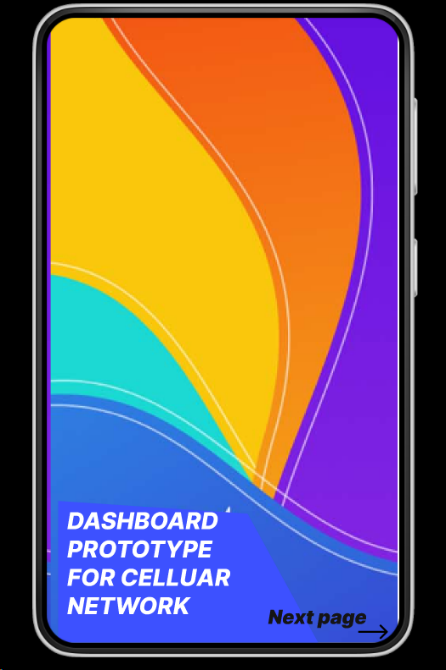 DASHBOARD
PROTOTYPE
FOR CELLUAR
NETWORK
Next page